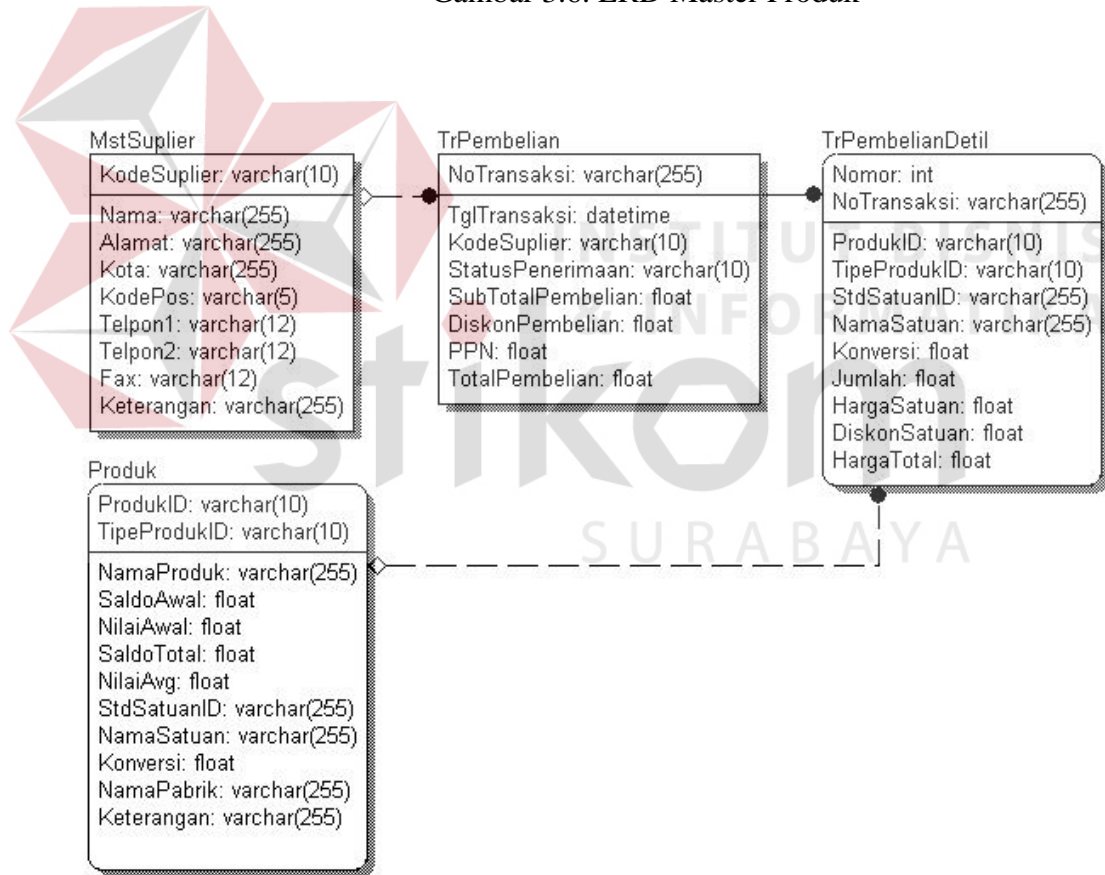 Gambar 3.6. ERD Master Produk
MstSuplier
KodeSuplier: varchar(10)
Nama: varchar(255)
Alamat: varchar(255)
Kota: varchar(255)
KodePos: varchar(5)
Telpon1: varchar(12)
Telpon2: varchar(12)
Fax: varchar(12)
Keterangan: varchar(255)
TrPembelian
NoTransaksi: varchar(255)
TglTransaksi: datetime
KodeSuplier: varchar(10)
StatusPenerimaan: varchar(10)
SubTotalPembelian: float
DiskonPembelian: float
PPN: float
TotalPembelian: float
TrPembelianDetil
Nomor: int
NoTransaksi: varchar(255)
ProdukID: varchar(10)
TipeProdukID: varchar(10)
StdSatuanID: varchar(255)
NamaSatuan: varchar(255)
Konversi: float
Jumlah: float
HargaSatuan: float
DiskonSatuan: float
HargaTotal: float
Produk
ProdukID: varchar(10)
TipeProdukID: varchar(10)
NamaProduk: varchar(255)
SaldoAwal: float
NilaiAwal: float
SaldoTotal: float
NilaiAvg: float
StdSatuanID: varchar(255)
NamaSatuan: varchar(255)
Konversi: float
NamaPabrik: varchar(255)
Keterangan: varchar(255)
INSTITUT BISNIS
& INFORMATIKA
stikom
SURABAYA